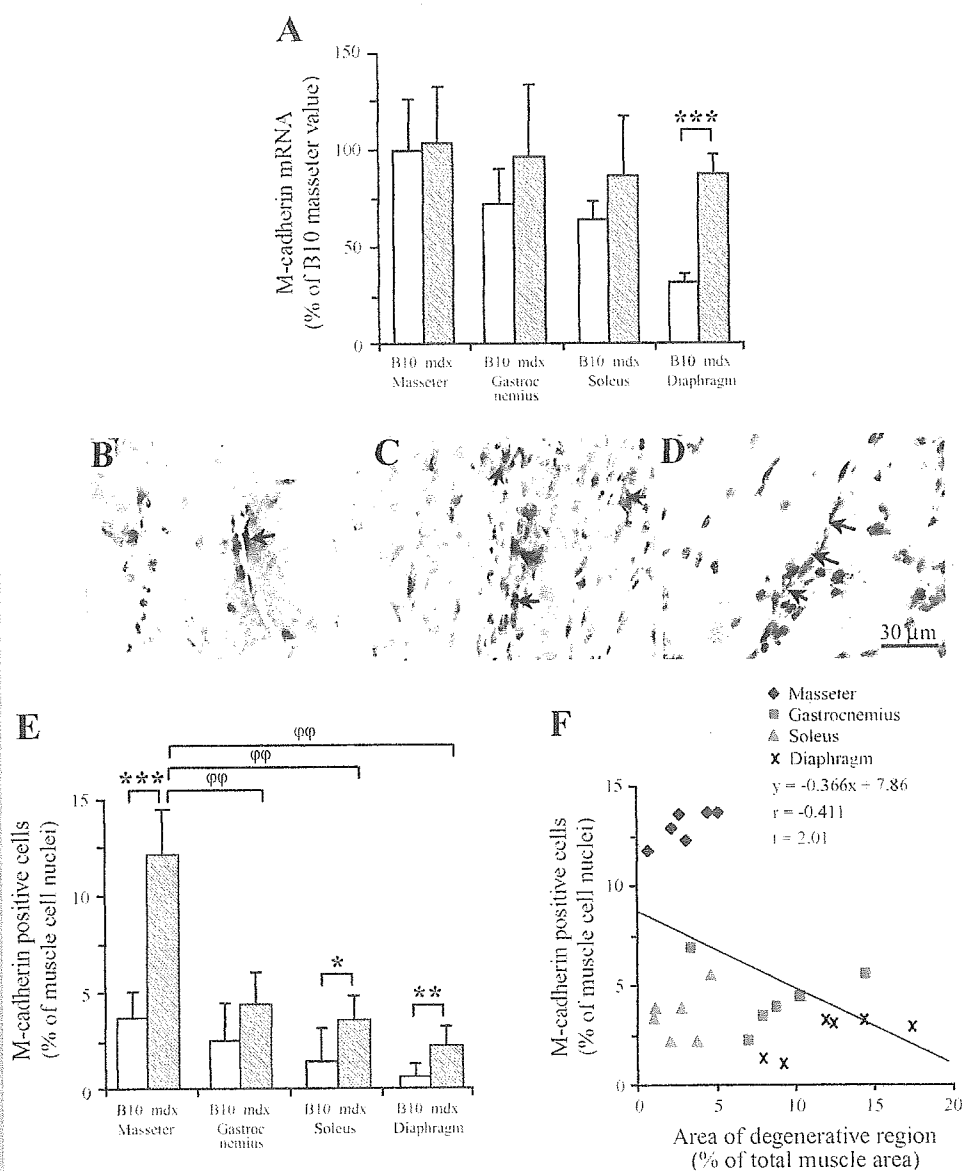 A
M-cadherin mRNA
(% of B10 masseter value)
150
100
50
0
***
B10 mdx
Masseter
B10 mdx
Gastroc
nemius
B10 mdx
Soleus
B10 mdx
Diaphragm
B
C
D
30 μm
E
M-cadherin positive cells
(% of muscle cell nuclei)
15
10
5
0
***
φφ
φφ
φφ
*
**
B10 mdx
Masseter
B10 mdx
Gastroc
nemius
B10 mdx
Soleus
B10 mdx
Diaphragm
F
Masseter
Gastrocnemius
Soleus
Diaphragm
y = -0.366x + 7.86
r = -0.411
t = 2.01
M-cadherin positive cells
(% of muscle cell nuclei)
15
10
5
0
0
5
10
15
20
Area of degenerative region
(% of total muscle area)